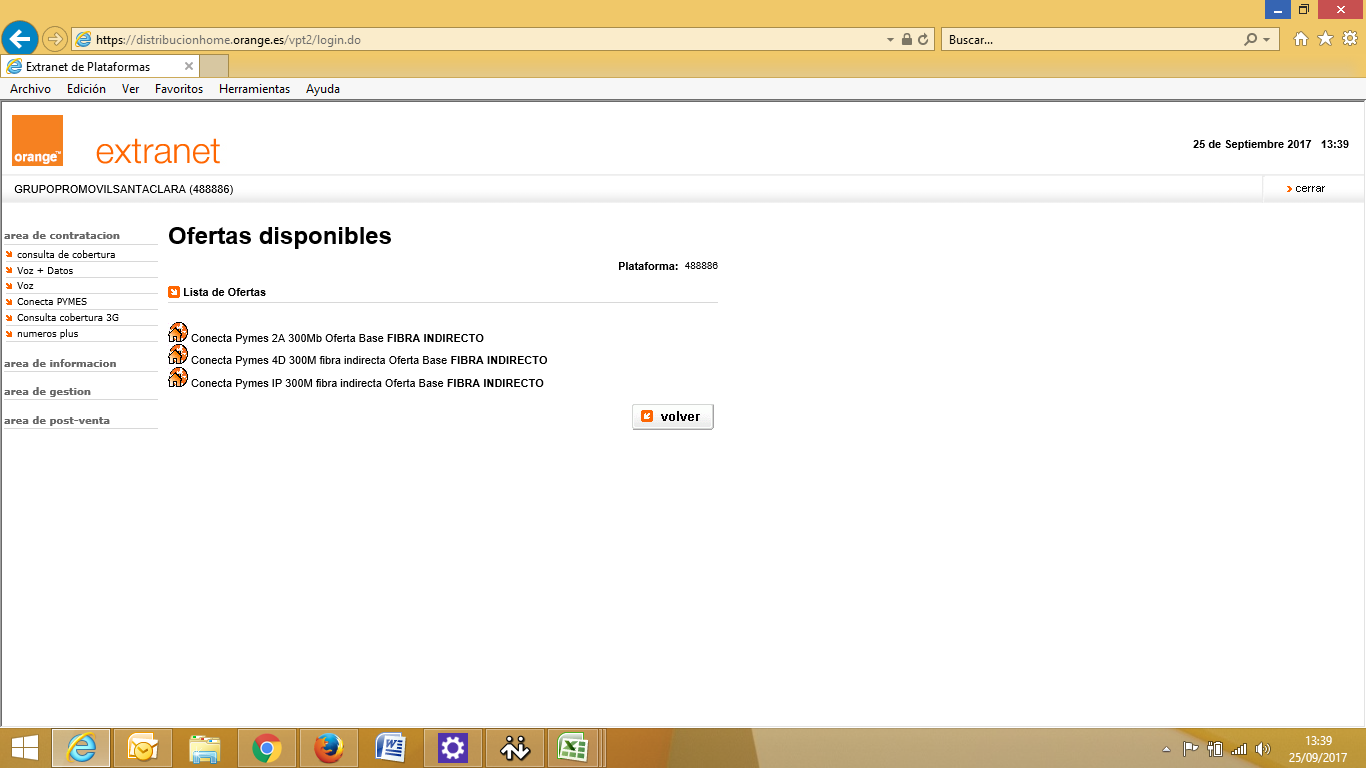 https://distribucionhome.orange.es/vpt2/login.do
Buscar...
Extranet de Plataformas
Archivo Edición Ver Favoritos Herramientas Ayuda
orange™
extranet
25 de Septiembre 2017 13:39
GRUPOPROMOVILSANTACLARA (488886)
cerrar
area de contratacion
consulta de cobertura
Voz + Datos
Voz
Conecta PYMES
Consulta cobertura 3G
numeros plus
area de informacion
area de gestion
area de post-venta
Ofertas disponibles
Plataforma: 488886
Lista de Ofertas
Conecta Pymes 2A 300Mb Oferta Base FIBRA INDIRECTO
Conecta Pymes 4D 300M fibra indirecta Oferta Base FIBRA INDIRECTO
Conecta Pymes IP 300M fibra indirecta Oferta Base FIBRA INDIRECTO
volver
13:39
25/09/2017